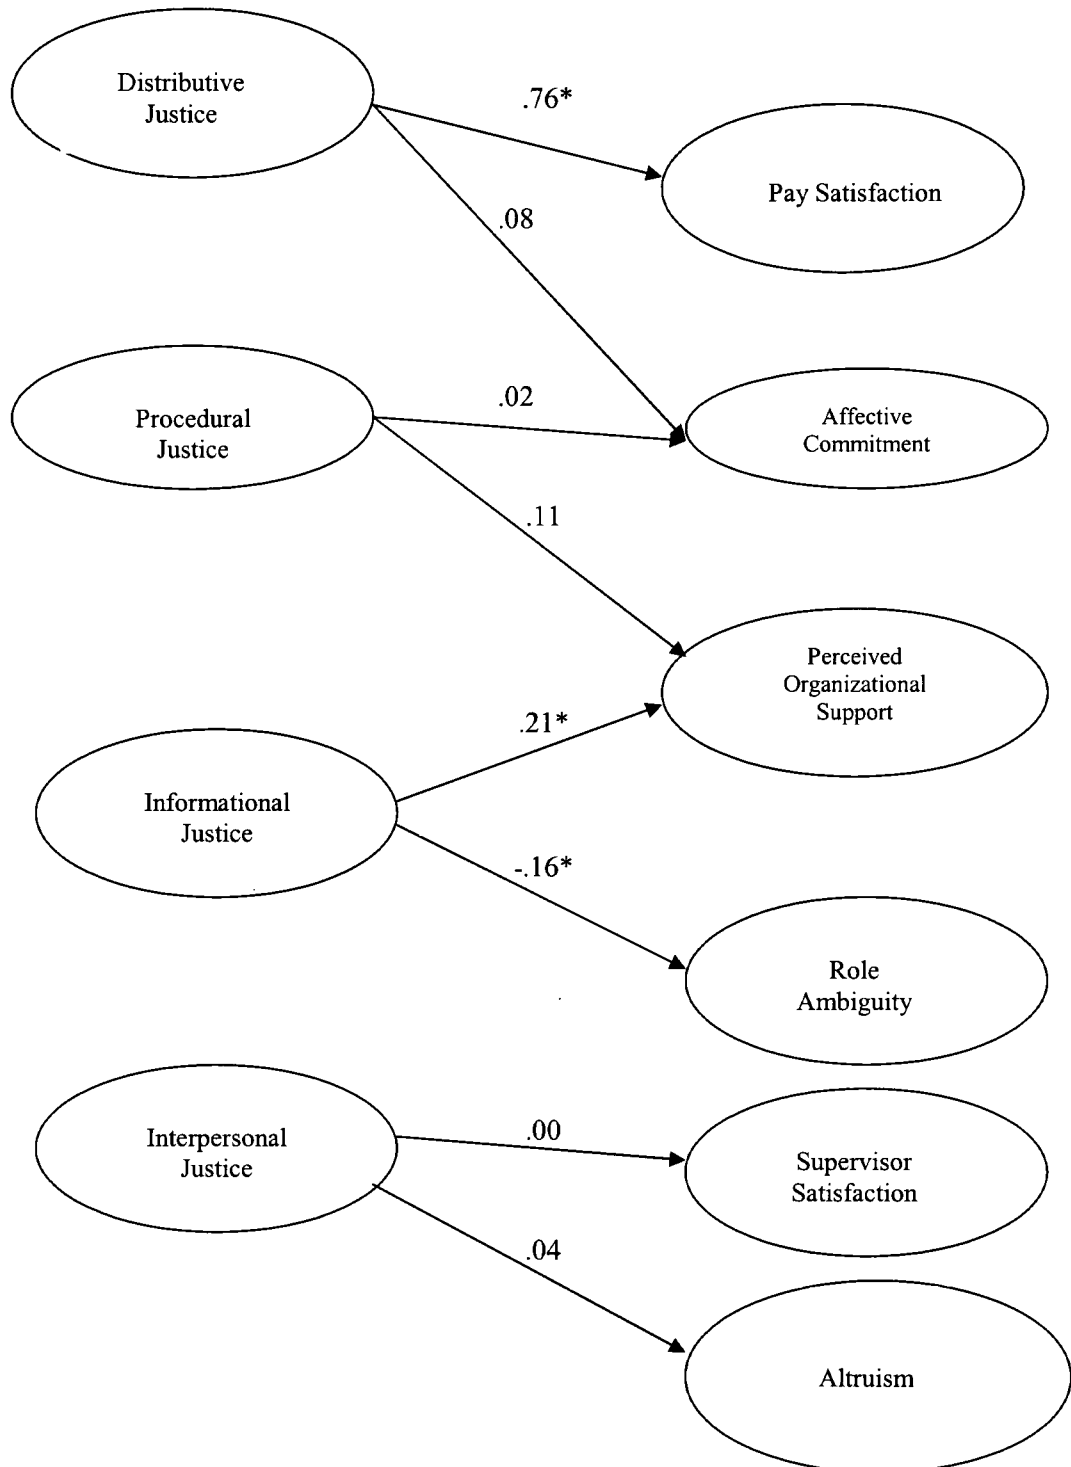 Distributive
Justice
.76*
Pay Satisfaction
.08
Procedural
Justice
.02
Affective
Commitment
.11
Perceived
Organizational
Support
.21*
Informational
Justice
-.16*
Role
Ambiguity
Interpersonal
Justice
.00
Supervisor
Satisfaction
.04
Altruism